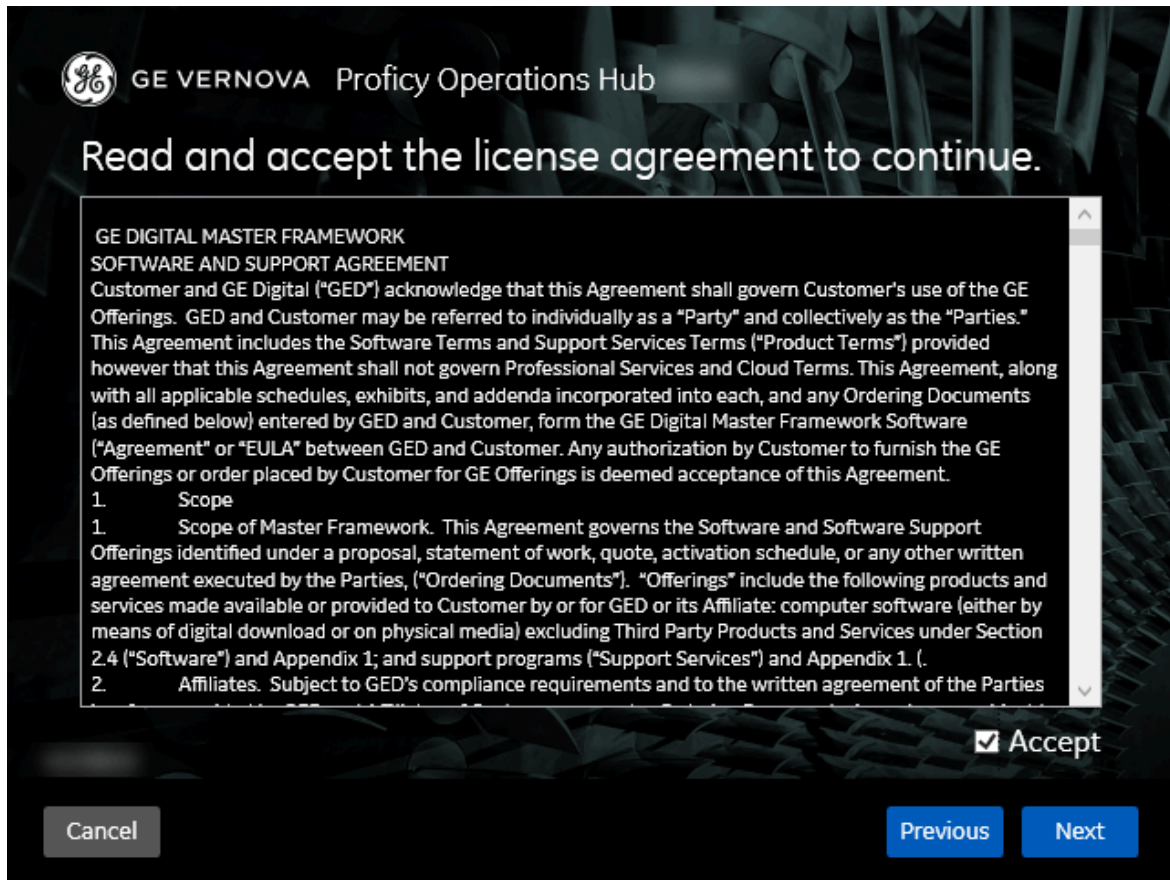 GE VERNOVA Proficy Operations Hub
Read and accept the license agreement to continue.
GE DIGITAL MASTER FRAMEWORK
SOFTWARE AND SUPPORT AGREEMENT
Customer and GE Digital ("GED") acknowledge that this Agreement shall govern Customer's use of the GE
Offerings. GED and Customer may be referred to individually as a "Party" and collectively as the "Parties."
This Agreement includes the Software Terms and Support Services Terms ("Product Terms") provided
however that this Agreement shall not govern Professional Services and Cloud Terms. This Agreement, along
with all applicable schedules, exhibits, and addenda incorporated into each, and any Ordering Documents
(as defined below) entered by GED and Customer, form the GE Digital Master Framework Software
("Agreement" or "EULA" between GED and Customer. Any authorization by Customer to furnish the GE
Offerings or order placed by Customer for GE Offerings is deemed acceptance of this Agreement.
1. Scope
1. Scope of Master Framework. This Agreement governs the Software and Software Support
Offerings identified under a proposal, statement of work, quote, activation schedule, or any other written
agreement executed by the Parties, ("Ordering Documents"). "Offerings" include the following products and
services made available or provided to Customer by or for GED or its Affiliate: computer software (either by
means of digital download or on physical media) excluding Third Party Products and Services under Section
2.4 ("Software") and Appendix 1; and support programs ("Support Services") and Appendix 1. (.
2. Affiliates. Subject to GED's compliance requirements and to the written agreement of the Parties
Accept
Cancel
Previous
Next